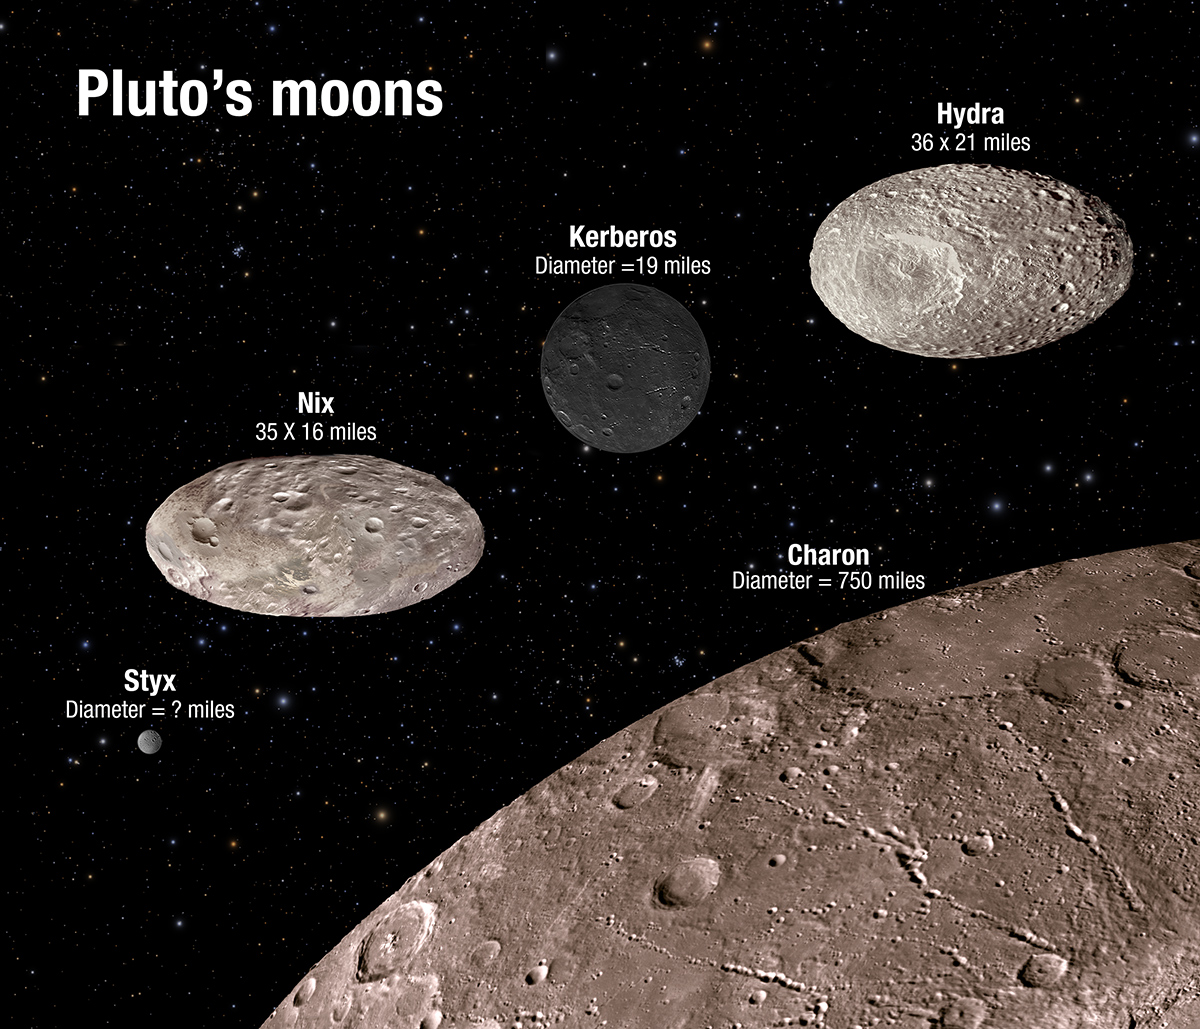 Pluto's moons
Hydra
36 x 21 miles
Kerberos
Diameter =19 miles
Nix
35 X 16 miles
Charon
Diameter = 750 miles
Styx
Diameter = ? miles